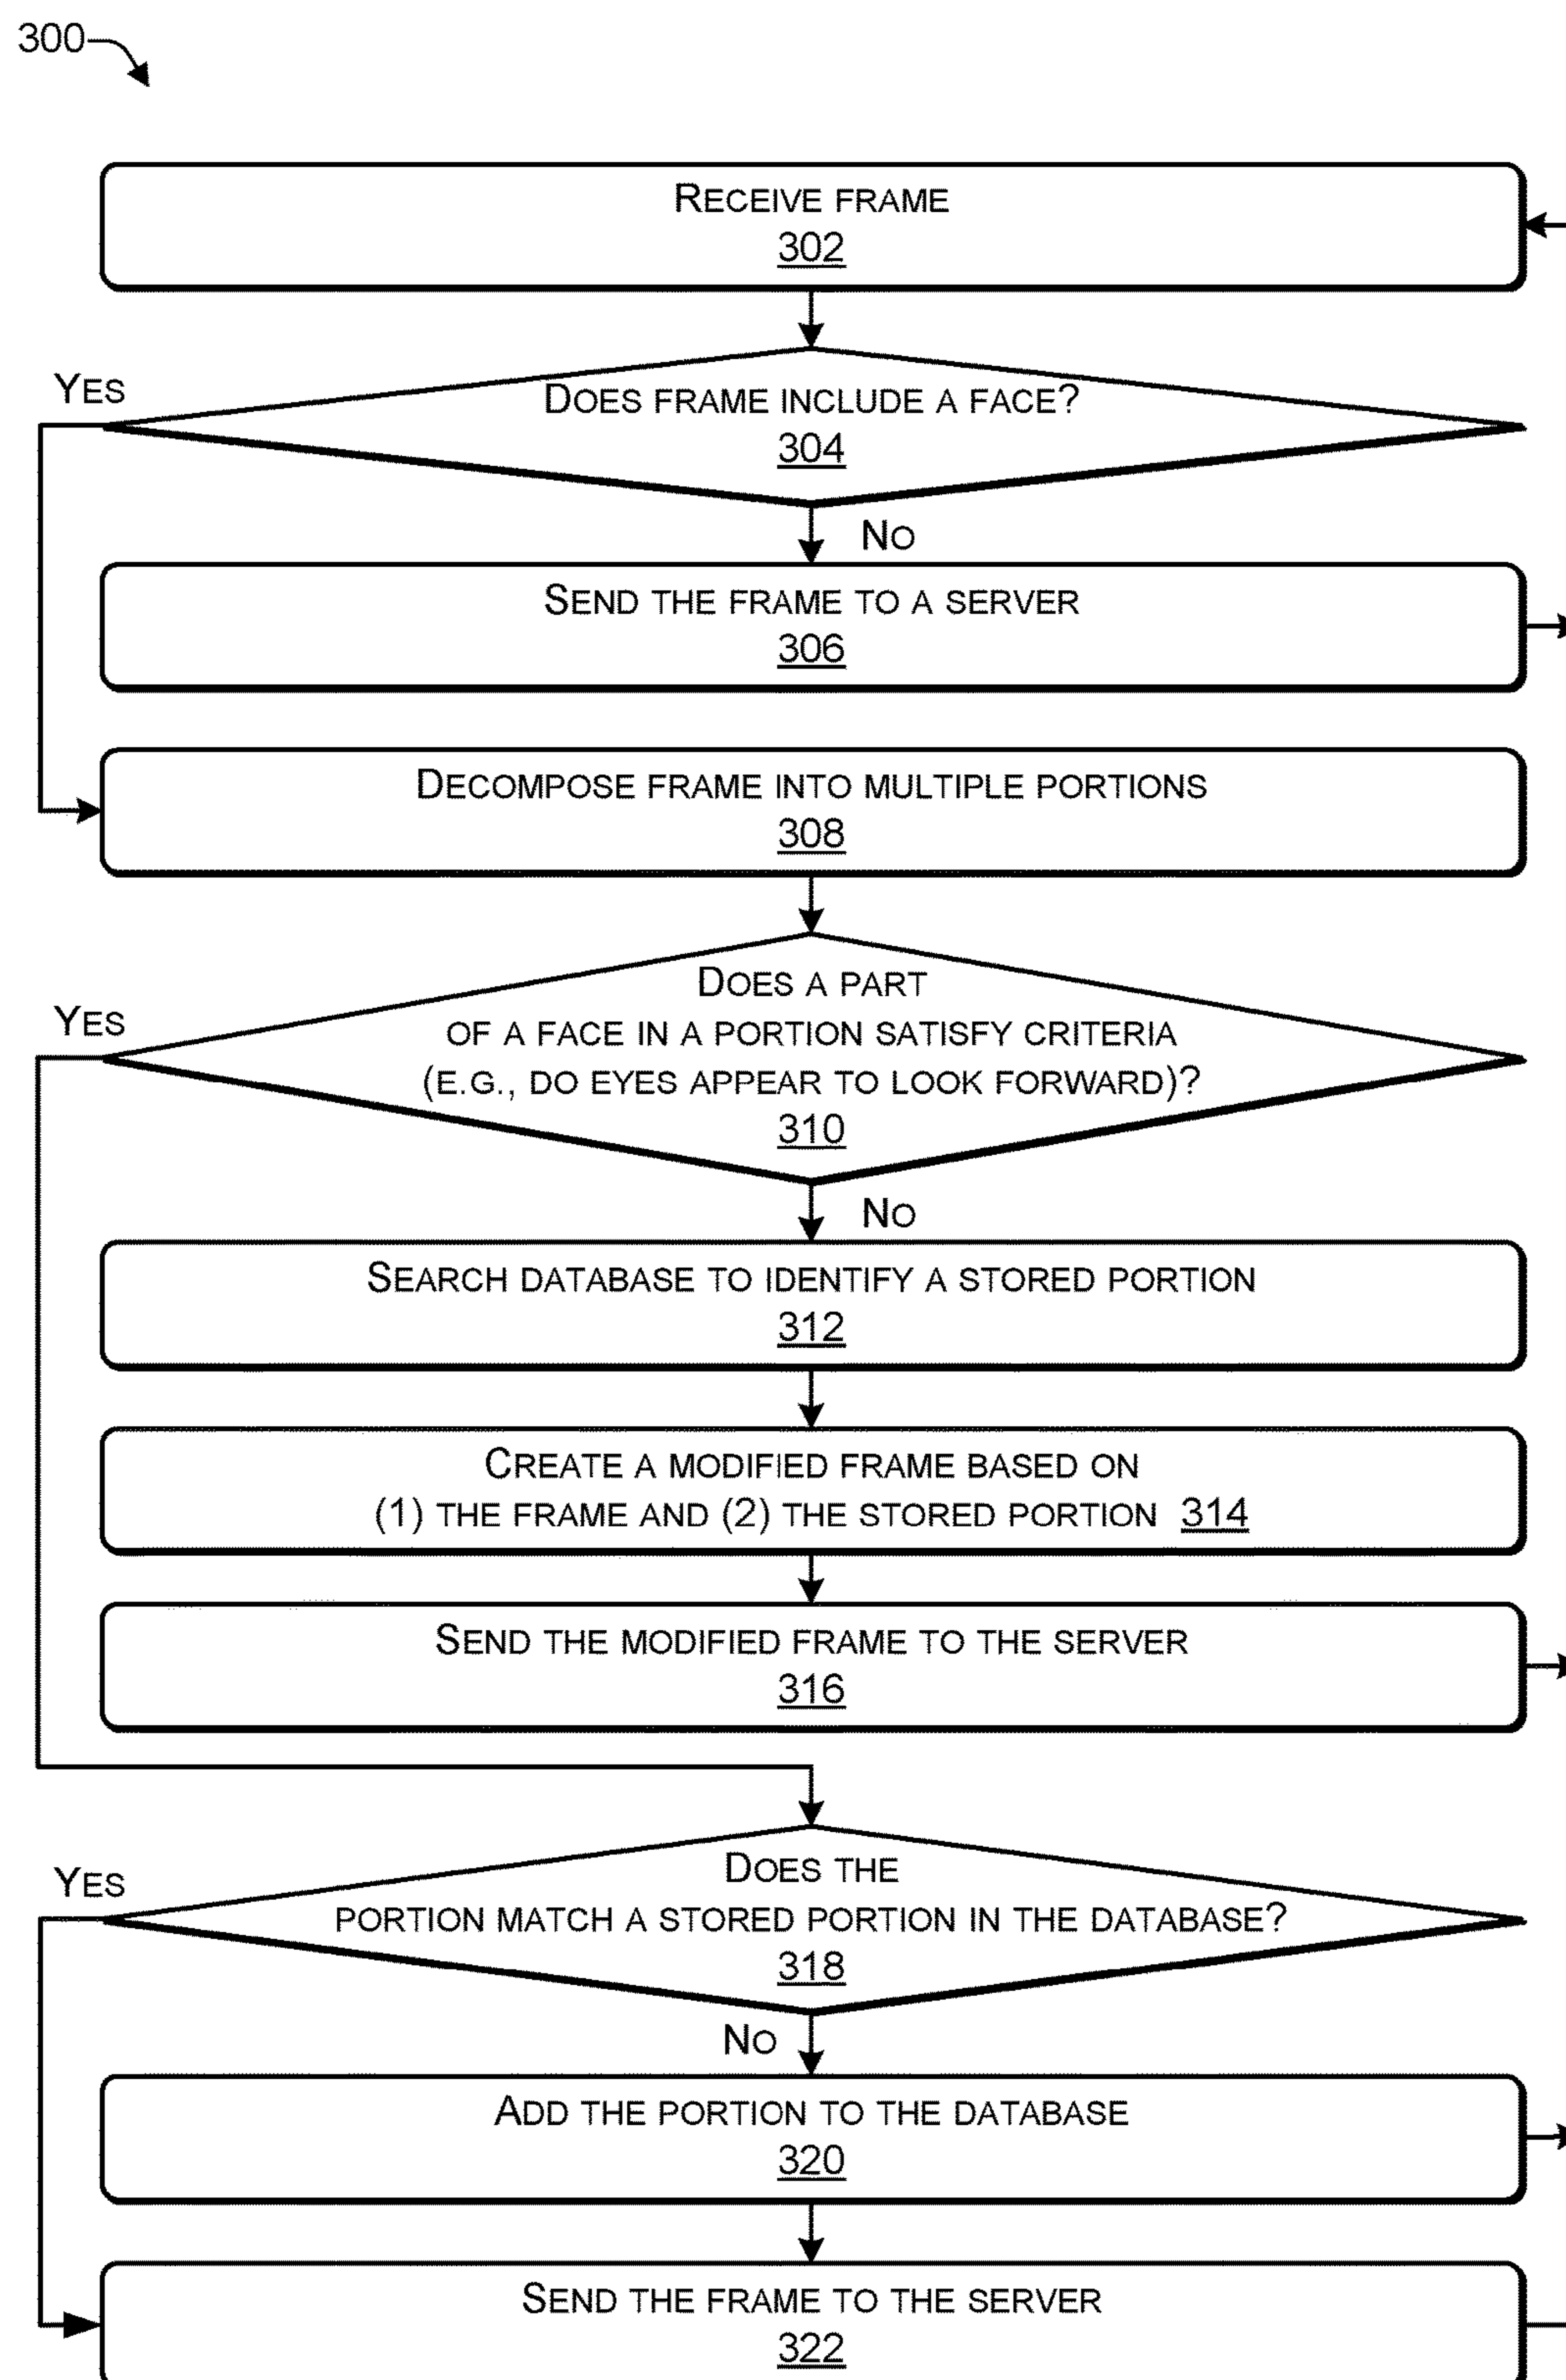 300
RECEIVE FRAME
302
YES
DOES FRAME INCLUDE A FACE?
304
NO
SEND THE FRAME TO A SERVER
306
DECOMPOSE FRAME INTO MULTIPLE PORTIONS
308
DOES A PART
YES
OF A FACE IN A PORTION SATISFY CRITERIA
(E.G., DO EYES APPEAR TO LOOK FORWARD)?
310
NO
SEARCH DATABASE TO IDENTIFY A STORED PORTION
312
CREATE A MODIFIED FRAME BASED ON
(1) THE FRAME AND (2) THE STORED PORTION 314
SEND THE MODIFIED FRAME TO THE SERVER
316
DOES THE
YES
PORTION MATCH A STORED PORTION IN THE DATABASE?
318
NO
ADD THE PORTION TO THE DATABASE
320
SEND THE FRAME TO THE SERVER
322